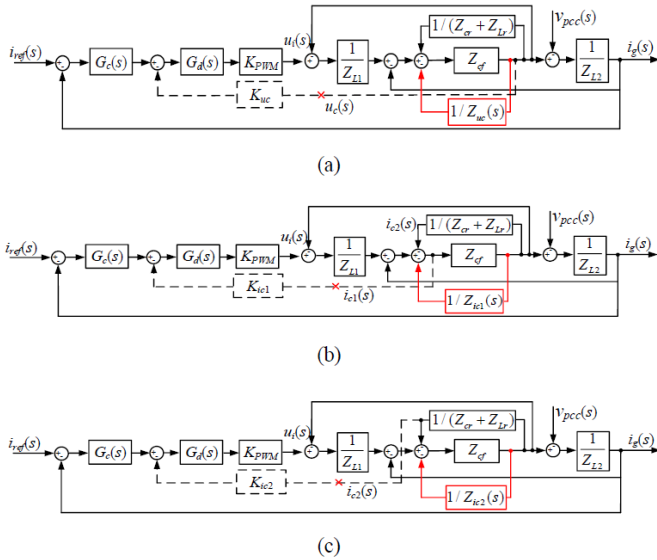 v_pcc(s)
i_ref(s) G_c(s) G_d(s) K_PWM u_i(s) 1/Z_L1 1/(Z_cr + Z_Lr) Z_cf 1/Z_L2 i_g(s)
K_uc u_c(s) 1/Z_uc(s)
(a)
v_pcc(s)
i_ref(s) G_c(s) G_d(s) K_PWM u_i(s) 1/Z_L1 i_c2(s) 1/(Z_cr + Z_Lr) Z_cf 1/Z_L2 i_g(s)
K_ic1 i_c1(s) 1/Z_ic1(s)
(b)
v_pcc(s)
i_ref(s) G_c(s) G_d(s) K_PWM u_i(s) 1/Z_L1 1/(Z_cr + Z_Lr) Z_cf 1/Z_L2 i_g(s)
K_ic2 i_c2(s) 1/Z_ic2(s)
(c)